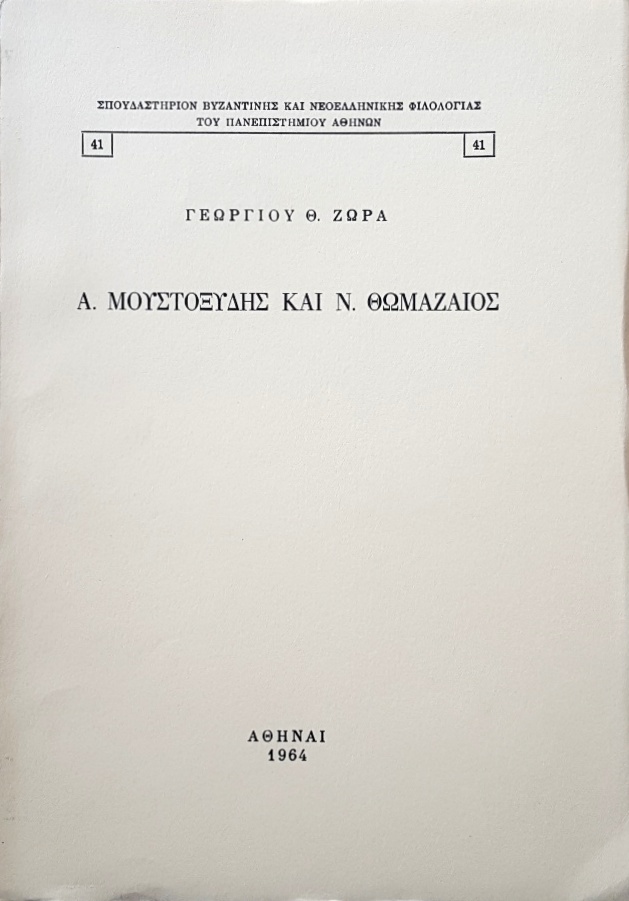 ΣΠΟΥΔΑΣΤΗΡΙΟΝ ΒΥΖΑΝΤΙΝΗΣ ΚΑΙ ΝΕΟΕΛΛΗΝΙΚΗΣ ΦΙΛΟΛΟΓΙΑΣ
ΤΟΥ ΠΑΝΕΠΙΣΤΗΜΙΟΥ ΑΘΗΝΩΝ
41 41
ΓΕΩΡΓΙΟΥ Θ. ΖΩΡΑ
Α. ΜΟΥΣΤΟΞΥΔΗΣ ΚΑΙ Ν. ΘΩΜΑΖΑΙΟΣ
ΑΘΗΝΑΙ
1964